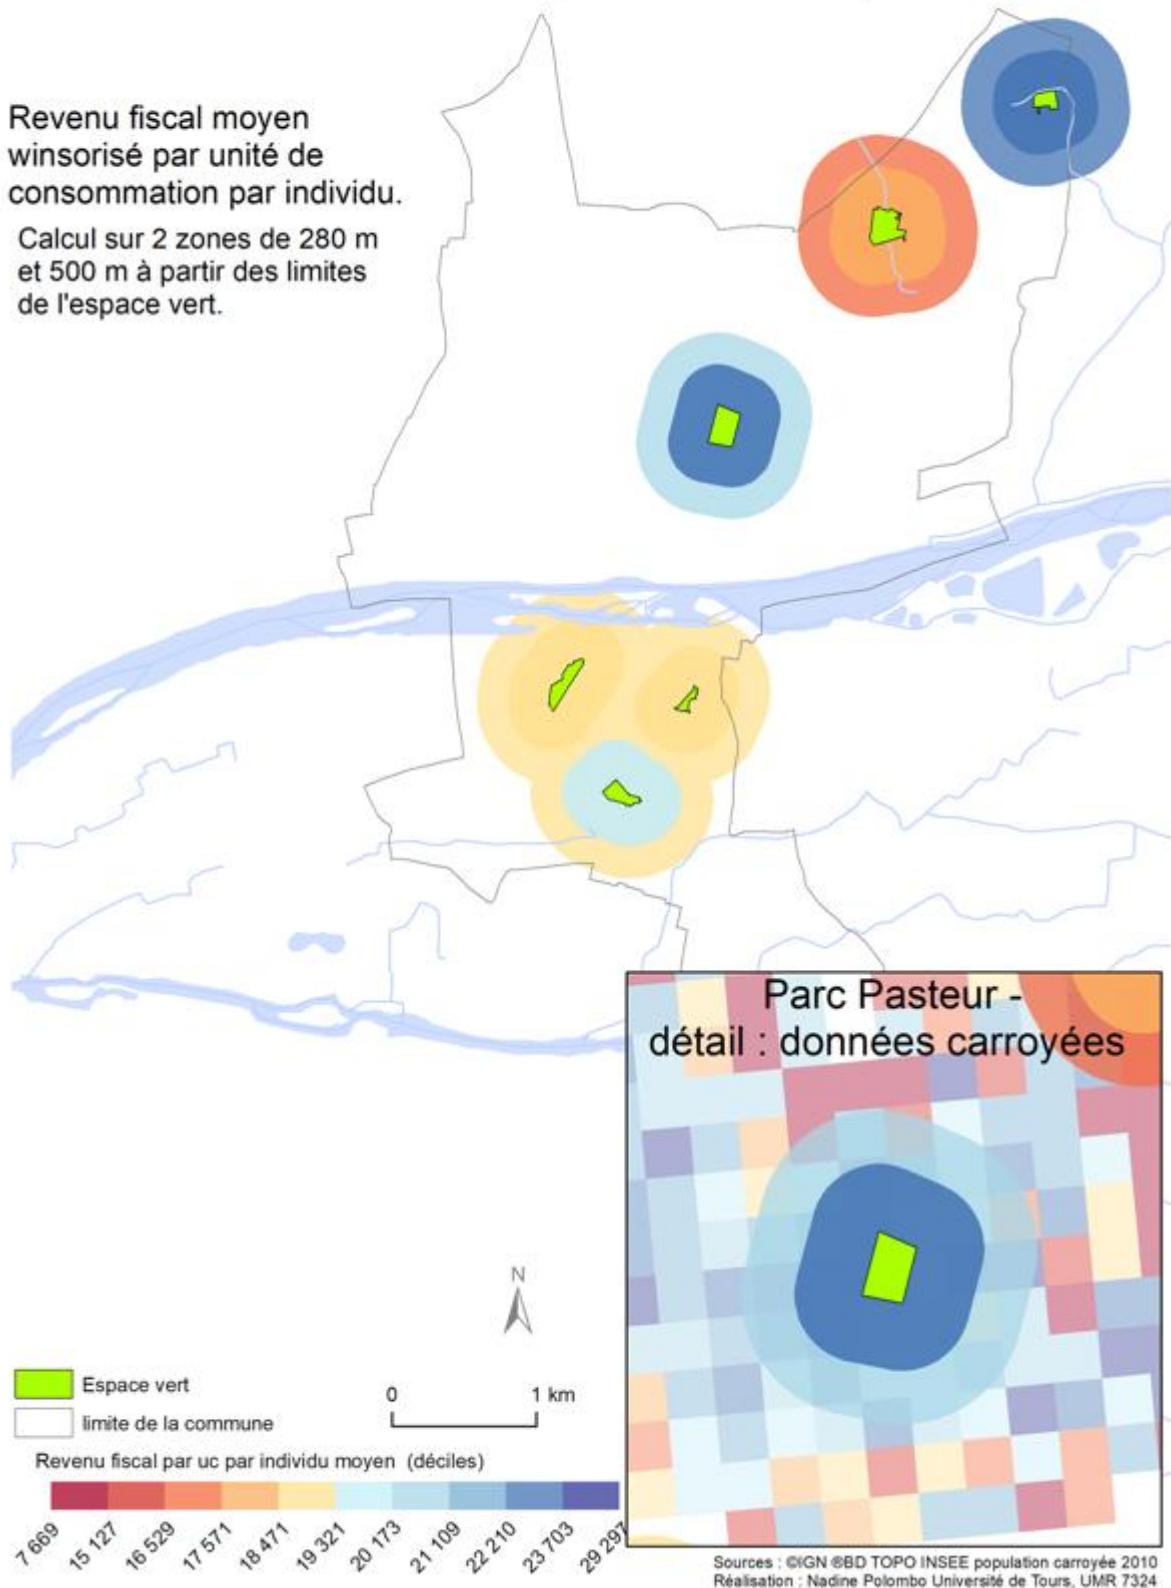 Revenu fiscal moyen
winsorisé par unité de
consommation par individu.
Calcul sur 2 zones de 280 m
et 500 m à partir des limites
de l'espace vert.
Parc Pasteur -
détail : données carroyées
N
Espace vert
limite de la commune
0 1 km
Revenu fiscal par uc par individu moyen (déciles)
7 669 15 127 16 529 17 571 18 471 19 321 20 173 21 109 22 210 23 703 29 297
Sources : ©IGN ®BD TOPO INSEE population carroyée 2010
Réalisation : Nadine Polombo Université de Tours, UMR 7324